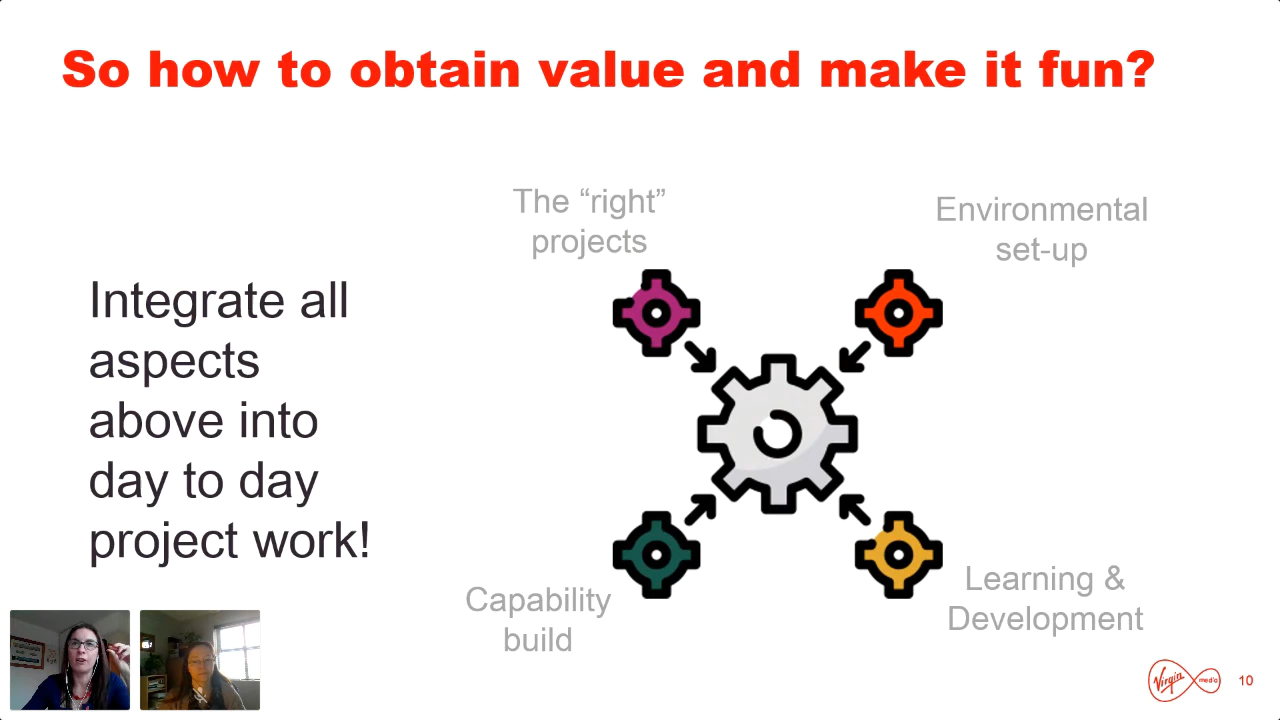 So how to obtain value and make it fun?
The “right”
projects
Environmental
set-up
Integrate all
aspects
above into
day to day
project work!
Capability
build
Learning &
Development
Virgin media
10